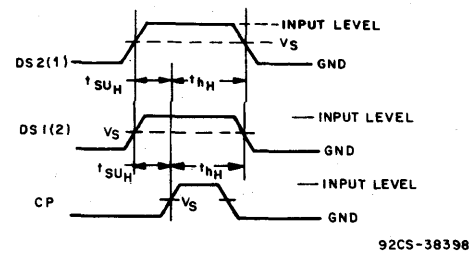 INPUT LEVEL
VS
DS2(1)
GND
tSUH
thH
INPUT LEVEL
DS1(2)
VS
GND
tSUH
thH
INPUT LEVEL
CP
VS
GND
92CS-38398